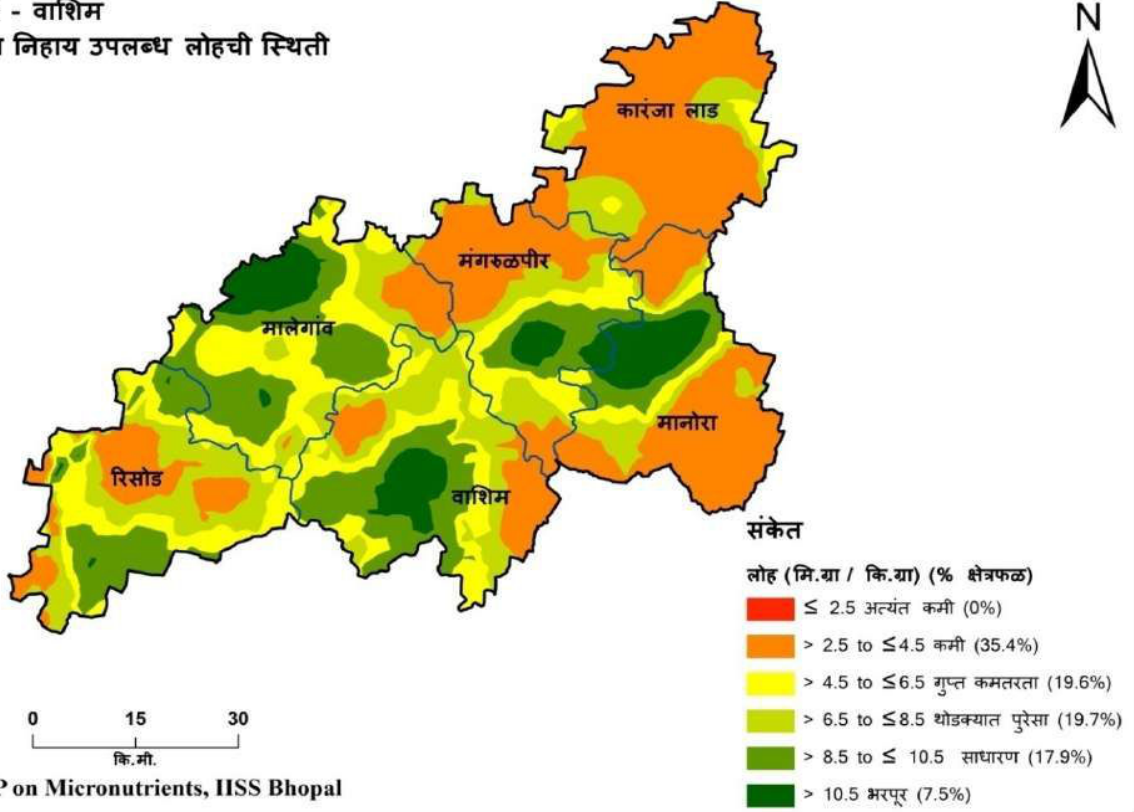 - वाशिम
निहाय उपलब्ध लोहची स्थिती
N
कारंजा लाड
मंगरुळपीर
मालेगांव
मानोरा
रिसोड
वाशिम
संकेत
लोह (मि.ग्रा / कि.ग्रा) (% क्षेत्रफळ)
≤ 2.5 अत्यंत कमी (0%)
> 2.5 to ≤4.5 कमी (35.4%)
> 4.5 to ≤6.5 गुप्त कमतरता (19.6%)
> 6.5 to ≤8.5 थोडक्यात पुरेसा (19.7%)
> 8.5 to ≤ 10.5 साधारण (17.9%)
> 10.5 भरपूर (7.5%)
0 15 30
कि.मी.
P on Micronutrients, IISS Bhopal